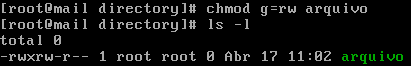 [root@mail directory]# chmod g=rw arquivo
[root@mail directory]# ls -l
total 0
-rwxrw-r-- 1 root root 0 Abr 17 11:02 arquivo